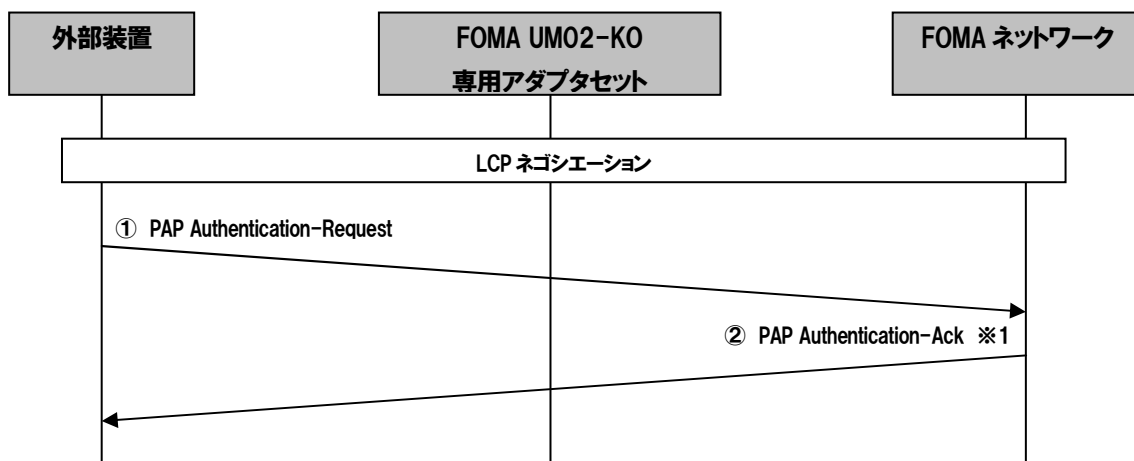 外部装置
FOMA UM02-KO
専用アダプタセット
FOMA ネットワーク
LCP ネゴシエーション
① PAP Authentication-Request
② PAP Authentication-Ack ※1